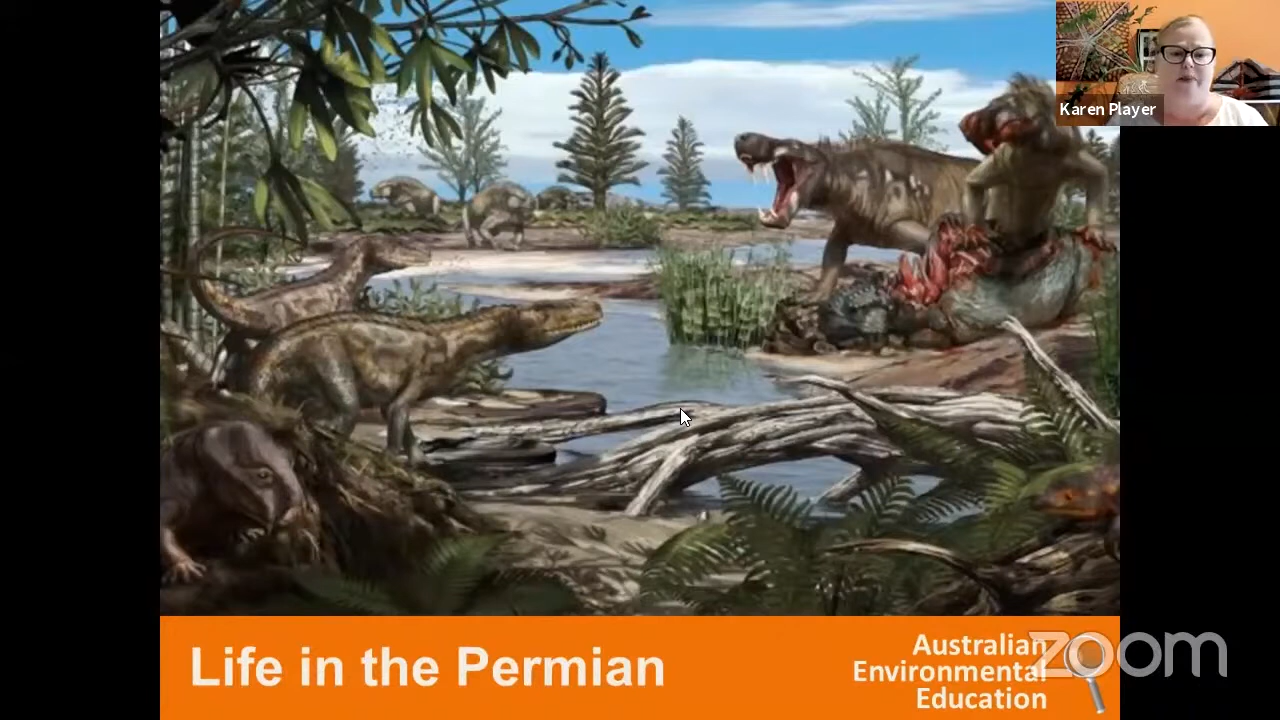 Karen Player
Life in the Permian
Australian
Environmental
Education
zoom